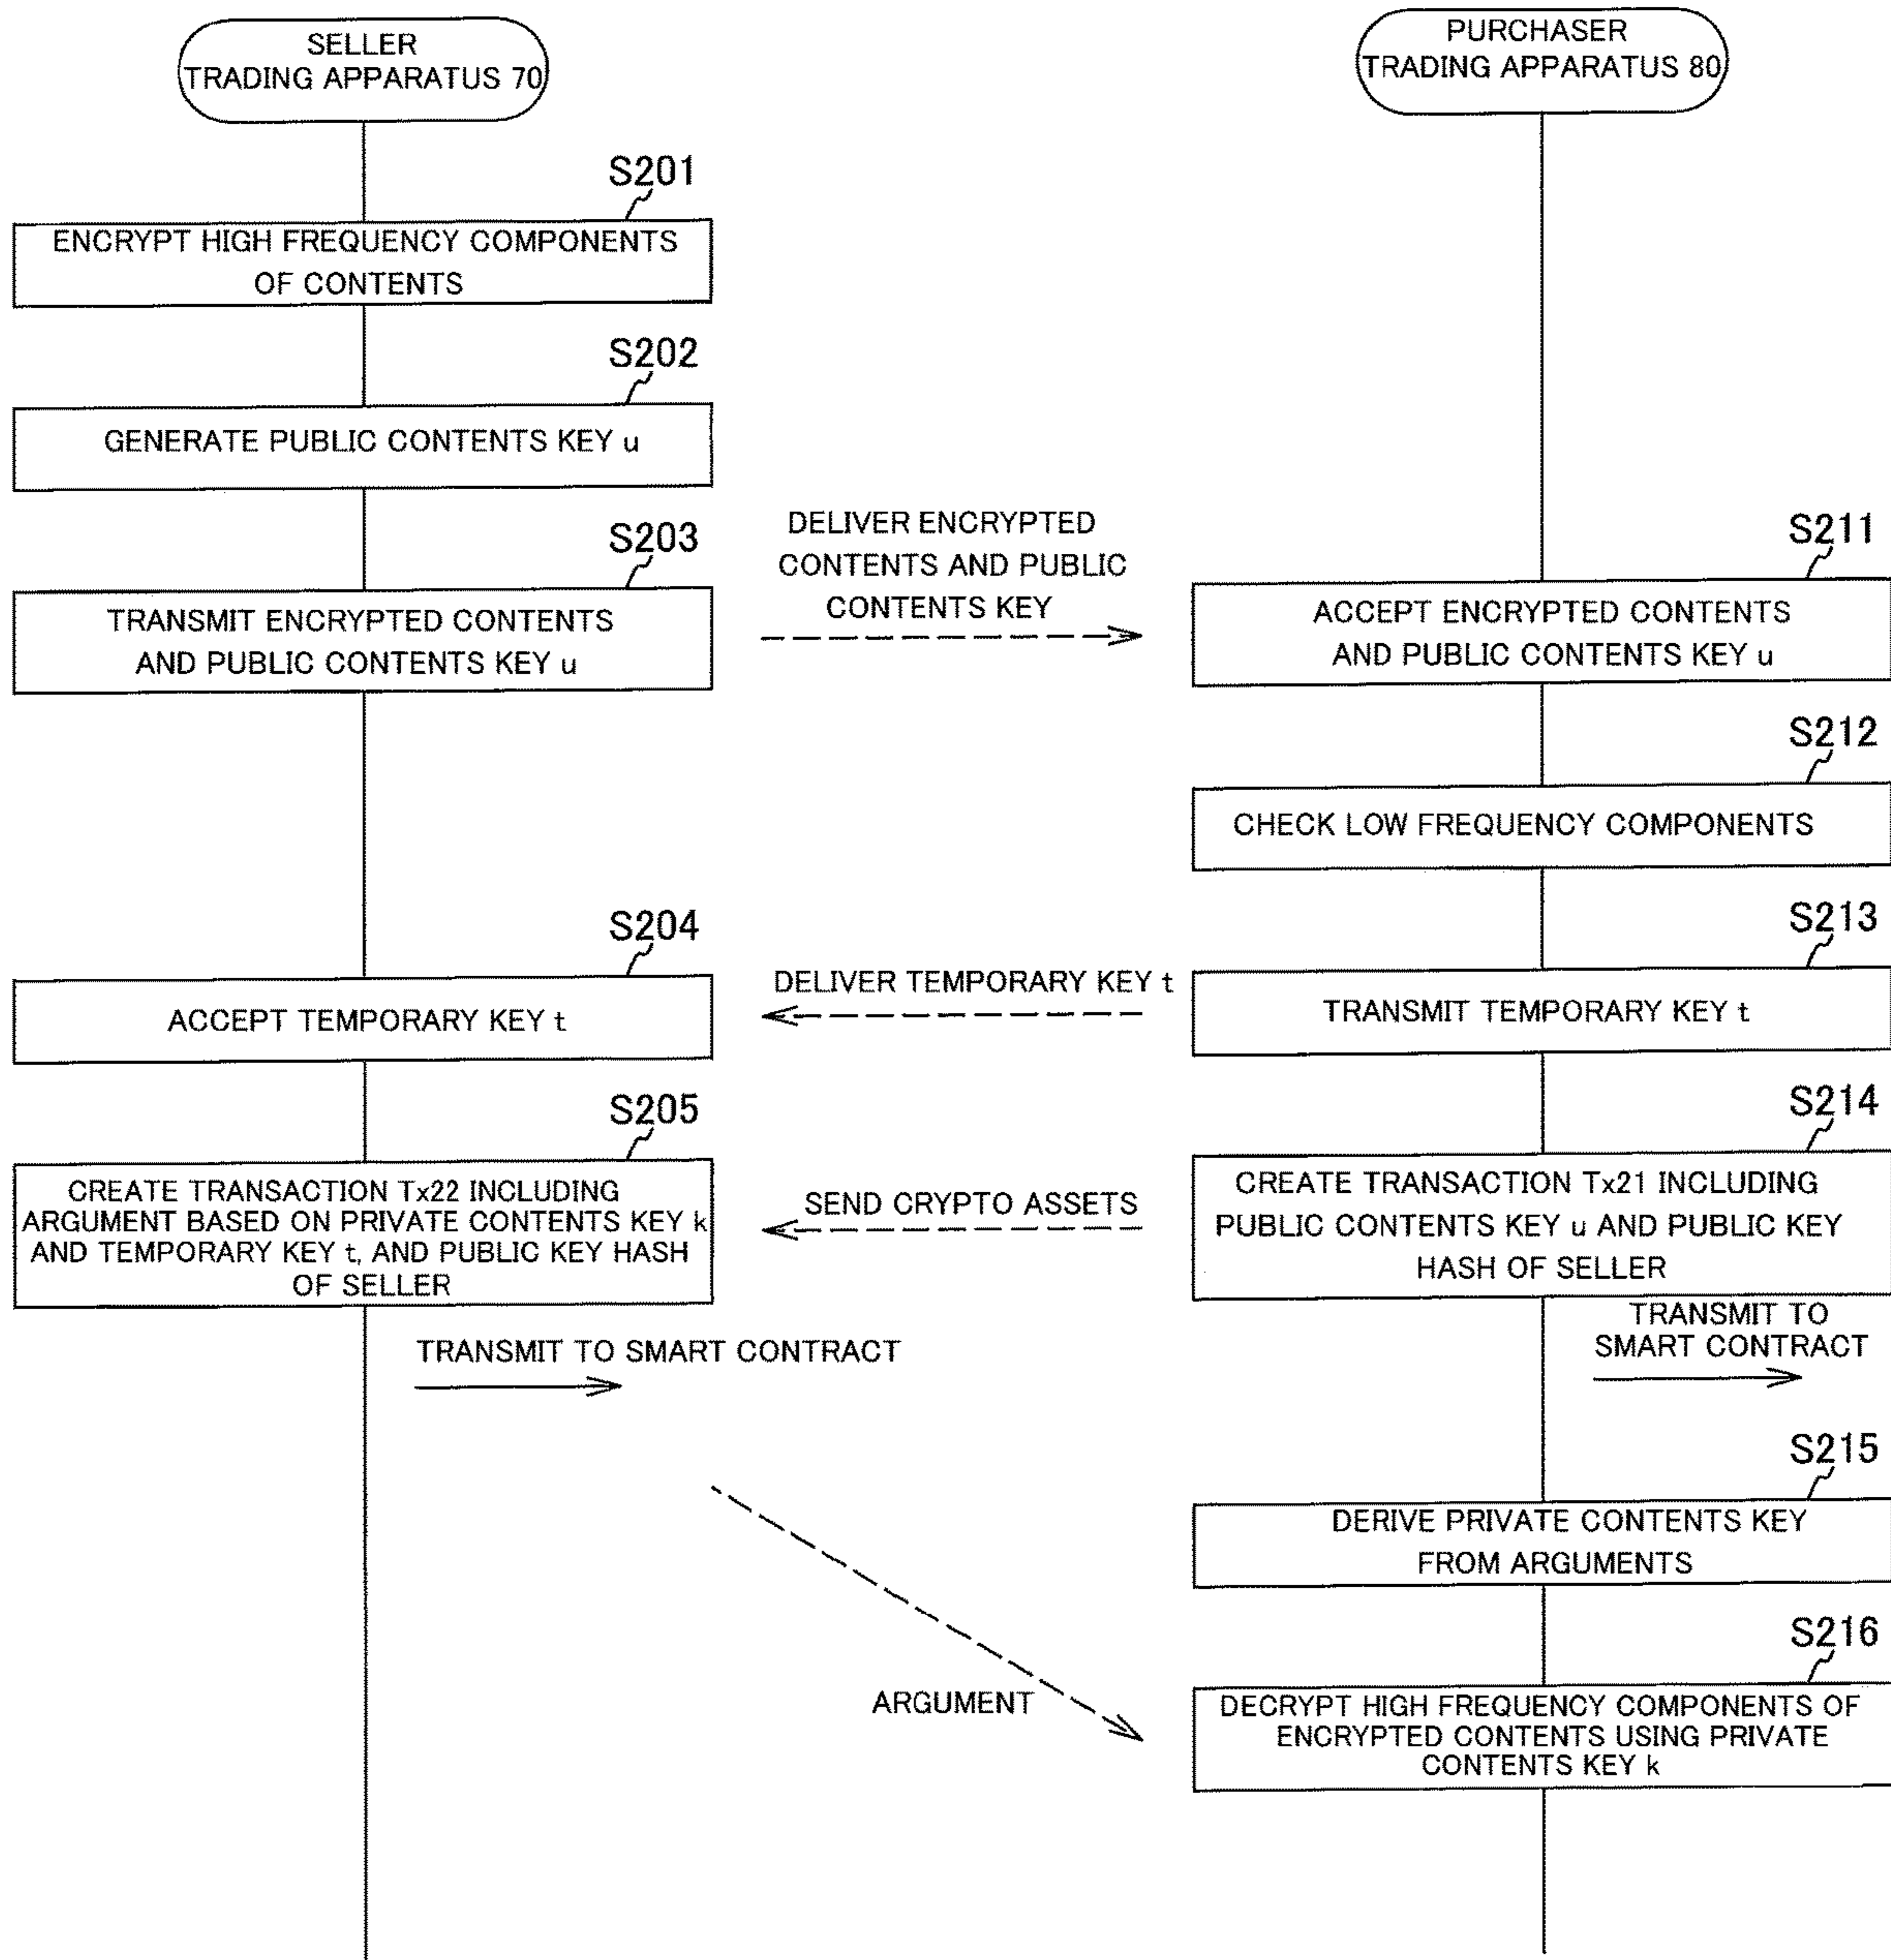 SELLER
TRADING APPARATUS 70
PURCHASER
TRADING APPARATUS 80
S201
ENCRYPT HIGH FREQUENCY COMPONENTS
OF CONTENTS
S202
GENERATE PUBLIC CONTENTS KEY u
S203
TRANSMIT ENCRYPTED CONTENTS
AND PUBLIC CONTENTS KEY u
DELIVER ENCRYPTED
CONTENTS AND PUBLIC
CONTENTS KEY
S211
ACCEPT ENCRYPTED CONTENTS
AND PUBLIC CONTENTS KEY u
S212
CHECK LOW FREQUENCY COMPONENTS
S213
TRANSMIT TEMPORARY KEY t
DELIVER TEMPORARY KEY t
S204
ACCEPT TEMPORARY KEY t
S205
CREATE TRANSACTION Tx22 INCLUDING
ARGUMENT BASED ON PRIVATE CONTENTS KEY k
AND TEMPORARY KEY t, AND PUBLIC KEY HASH
OF SELLER
SEND CRYPTO ASSETS
S214
CREATE TRANSACTION Tx21 INCLUDING
PUBLIC CONTENTS KEY u AND PUBLIC KEY
HASH OF SELLER
TRANSMIT TO SMART CONTRACT
TRANSMIT TO
SMART CONTRACT
S215
DERIVE PRIVATE CONTENTS KEY
FROM ARGUMENTS
ARGUMENT
S216
DECRYPT HIGH FREQUENCY COMPONENTS OF
ENCRYPTED CONTENTS USING PRIVATE
CONTENTS KEY k